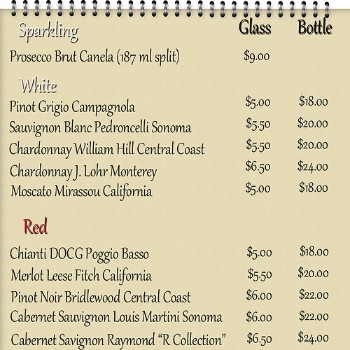 Sparkling Glass Bottle
Prosecco Brut Canela (187 ml split) $9.00
White
Pinot Grigio Campagnola $5.00 $18.00
Sauvignon Blanc Pedroncelli Sonoma $5.50 $20.00
Chardonnay William Hill Central Coast $5.50 $20.00
Chardonnay J. Lohr Monterey $6.50 $24.00
Moscato Mirassou California $5.00 $18.00
Red
Chianti DOCG Poggio Basso $5.00 $18.00
Merlot Leese Fitch California $5.50 $20.00
Pinot Noir Bridlewood Central Coast $6.00 $22.00
Cabernet Sauvignon Louis Martini Sonoma $6.00 $22.00
Cabernet Savignon Raymond “R Collection” $6.50 $24.00